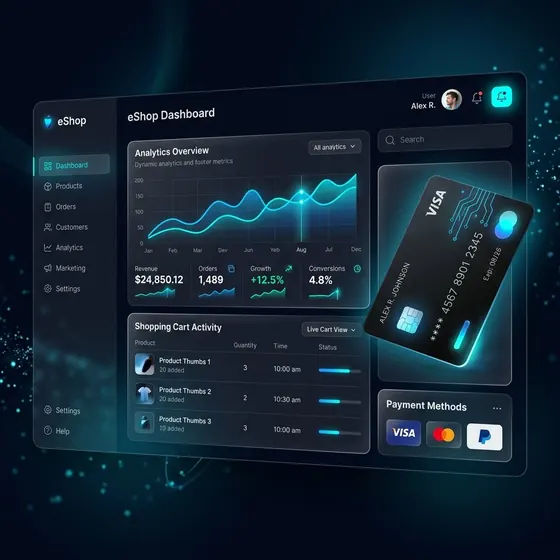 eShop
eShop Dashboard
User
Alex R.
Dashboard
Products
Orders
Customers
Analytics
Marketing
Settings
Settings
Help
Analytics Overview
Dynamic analytics and footer metrics
All analytics
200
150
100
50
0
Jan Feb Mar Sep Jun Yeb Aug Jul Dec
Revenue
$24,850.12
Orders
1,489
Growth
+12.5%
Conversions
4.8%
Shopping Cart Activity
Live Cart View
Product Quantity Time Status
Product Thumbs 1
20 added
3 10:00 am
Product Thumbs 2
20 added
2 10:30 am
Product Thumbs 3
19 added
3 10:00 am
Search
VISA
**** 4567 8901 2345
Exp: 08/26
ALEX R. JOHNSON
Payment Methods
VISA